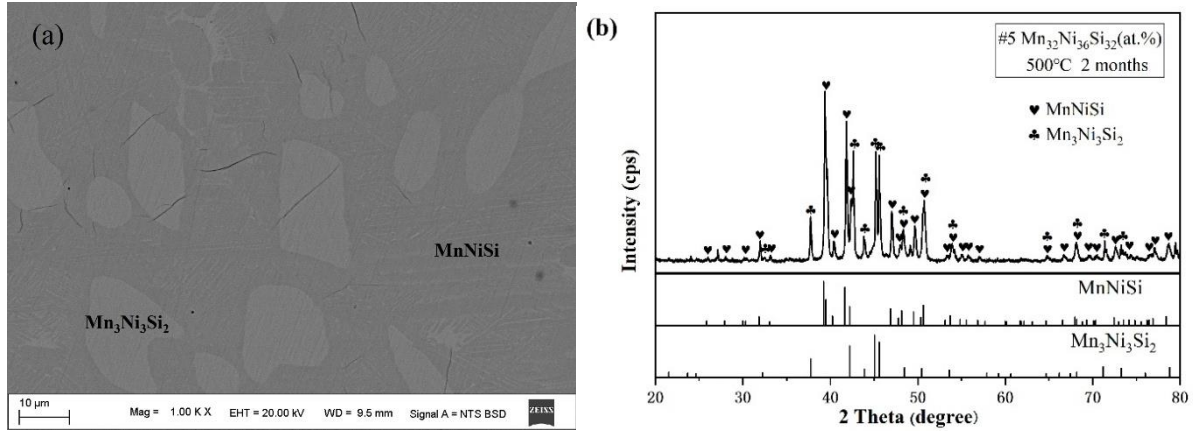 (a)
MnNiSi
Mn₃Ni₃Si₂
10 µm
Mag = 1.00 K X EHT = 20.00 kV WD = 9.5 mm Signal A = NTS BSD ZEISS
(b)
#5 Mn₃₂Ni₃₆Si₃₂(at.%)
500°C 2 months
♥ MnNiSi
♣ Mn₃Ni₃Si₂
Intensity (cps)
MnNiSi
Mn₃Ni₃Si₂
20 30 40 50 60 70 80
2 Theta (degree)